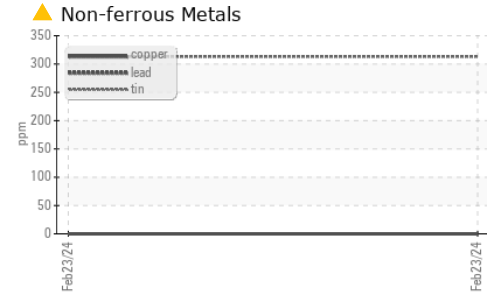 Non-ferrous Metals
350
300
250
200
150
100
50
0
ppm
copper
lead
tin
Feb23/24
Feb23/24